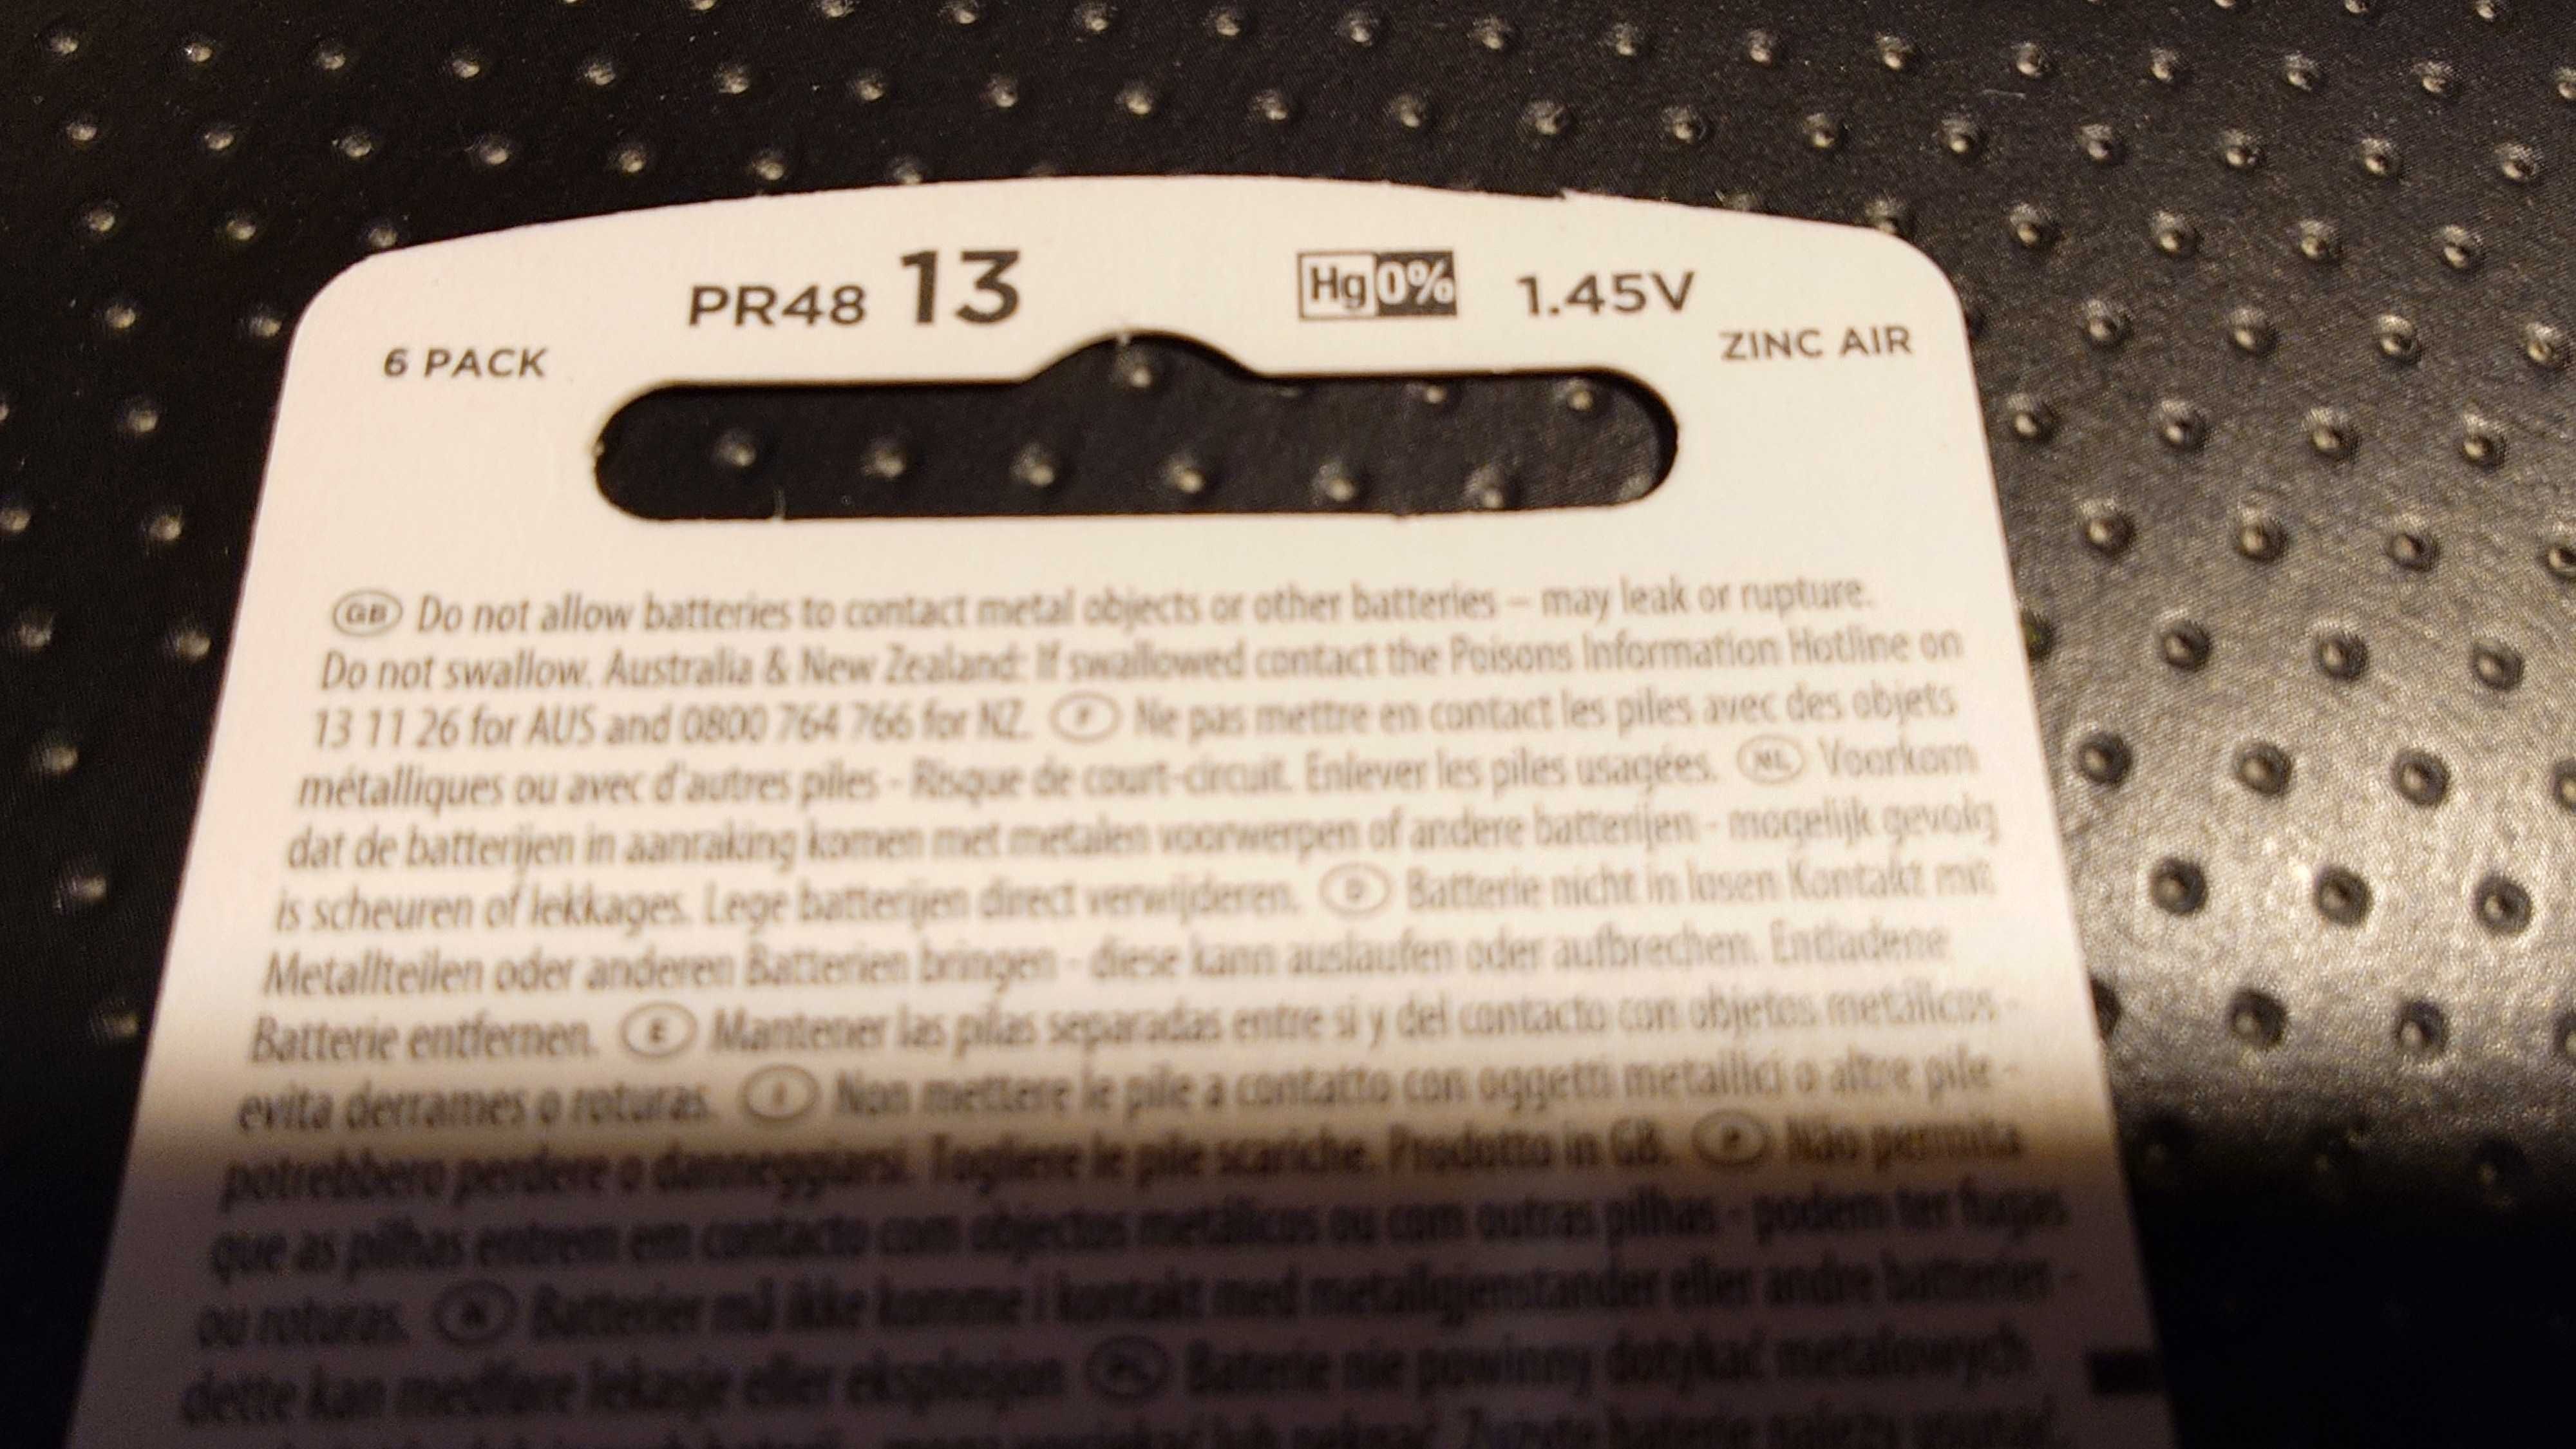 PR48 13 Hg 0% 1.45V
6 PACK ZINC AIR
GB Do not allow batteries to contact metal objects or other batteries – may leak or rupture.
Do not swallow. Australia & New Zealand: If swallowed contact the Poisons Information Hotline on
13 11 26 for AUS and 0800 764 766 for NZ. F Ne pas mettre en contact les piles avec des objets
métalliques ou avec d'autres piles - Risque de court-circuit. Enlever les piles usagées. NL Voorkom
dat de batterijen in aanraking komen met metalen voorwerpen of andere batterijen - mogelijk gevolg
is scheuren of lekkages. Lege batterijen direct verwijderen. D Batterie nicht in losen Kontakt mit
Metallteilen oder anderen Batterien bringen - diese kann auslaufen oder aufbrechen. Entladene
Batterie entfernen. E Mantener las pilas separadas entre si y del contacto con objetos metálicos -
evita derrames o roturas. I Non mettere le pile a contatto con oggetti metallici o altre pile -
potrebbero perdere o danneggiarsi. Togliere le pile scariche. Prodotto in GB. P Não permita
que as pilhas entrem em contacto com objectos metálicos ou com outras pilhas - podem ter fugas
ou roturas. N Batterier må ikke komme i kontakt med metallgjenstander eller andre batterier -
dette kan medføre lekasje eller eksplosjon PL Baterie nie powinny dotykać metalowych